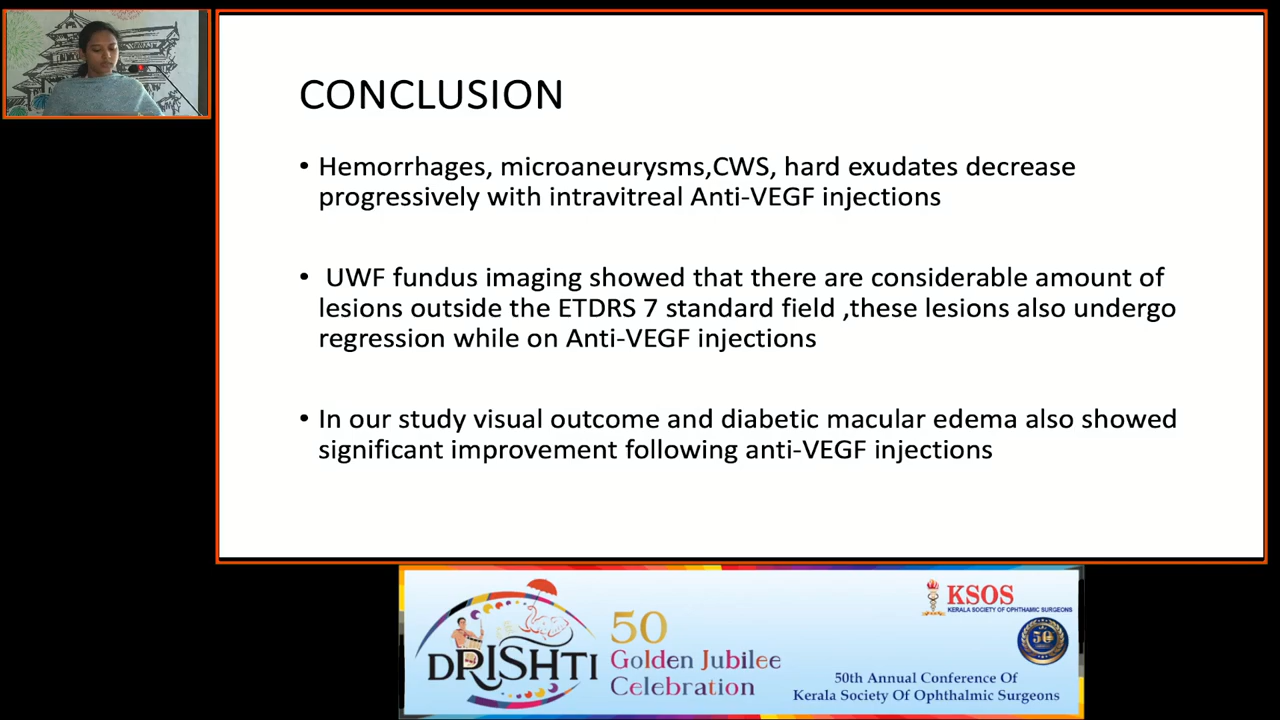 CONCLUSION
• Hemorrhages, microaneurysms,CWS, hard exudates decrease
progressively with intravitreal Anti-VEGF injections
• UWF fundus imaging showed that there are considerable amount of
lesions outside the ETDRS 7 standard field ,these lesions also undergo
regression while on Anti-VEGF injections
• In our study visual outcome and diabetic macular edema also showed
significant improvement following anti-VEGF injections
DRISHTI
50
Golden Jubilee
Celebration
KSOS
KERALA SOCIETY OF OPHTHAMIC SURGEONS
50
50th Annual Conference Of
Kerala Society Of Ophthalmic Surgeons